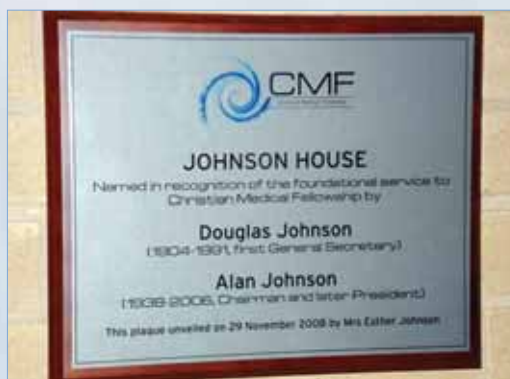 CMF
JOHNSON HOUSE
Named in recognition of the foundational service to
Christian Medical Fellowship by
Douglas Johnson
(1904-1991, first General Secretary)
Alan Johnson
(1938-2006, Chairman and later President)
This plaque unveiled on 29 November 2008 by Mrs Esther Johnson